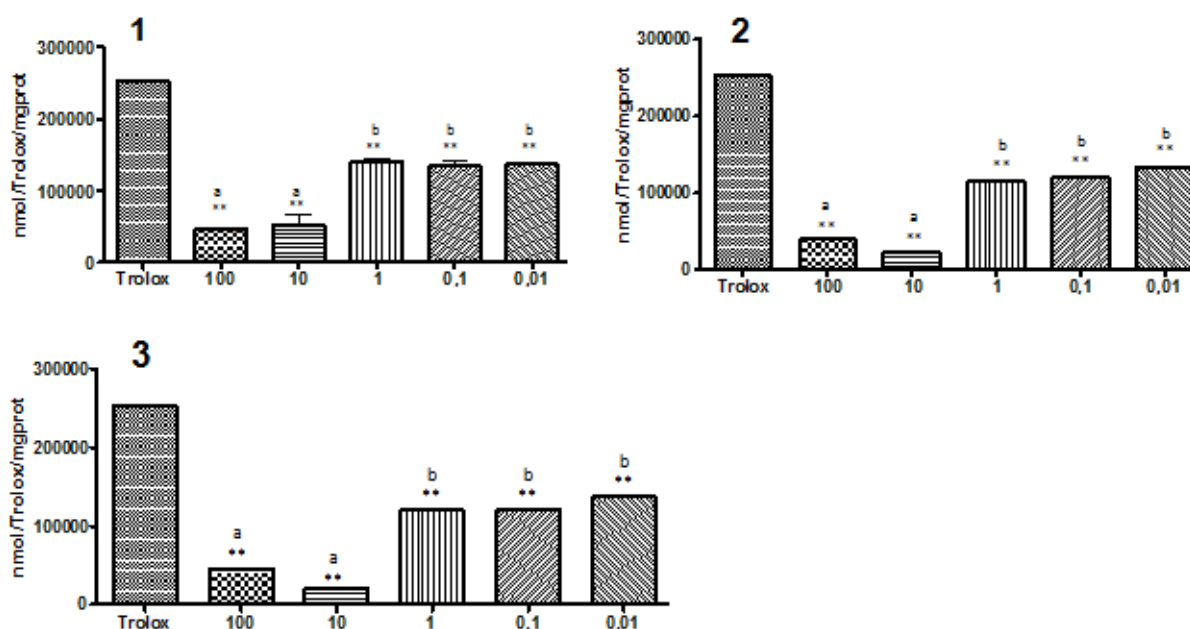 1
nmol/Trolox/mgprot
300000
200000
100000
0
a
**
a
**
b
**
b
**
b
**
Trolox 100 10 1 0,1 0,01
2
nmol/Trolox/mgprot
300000
200000
100000
0
a
**
a
**
b
**
b
**
b
**
Trolox 100 10 1 0,1 0,01
3
nmol/Trolox/mgprot
300000
200000
100000
0
a
**
a
**
b
**
b
**
b
**
Trolox 100 10 1 0,1 0,01